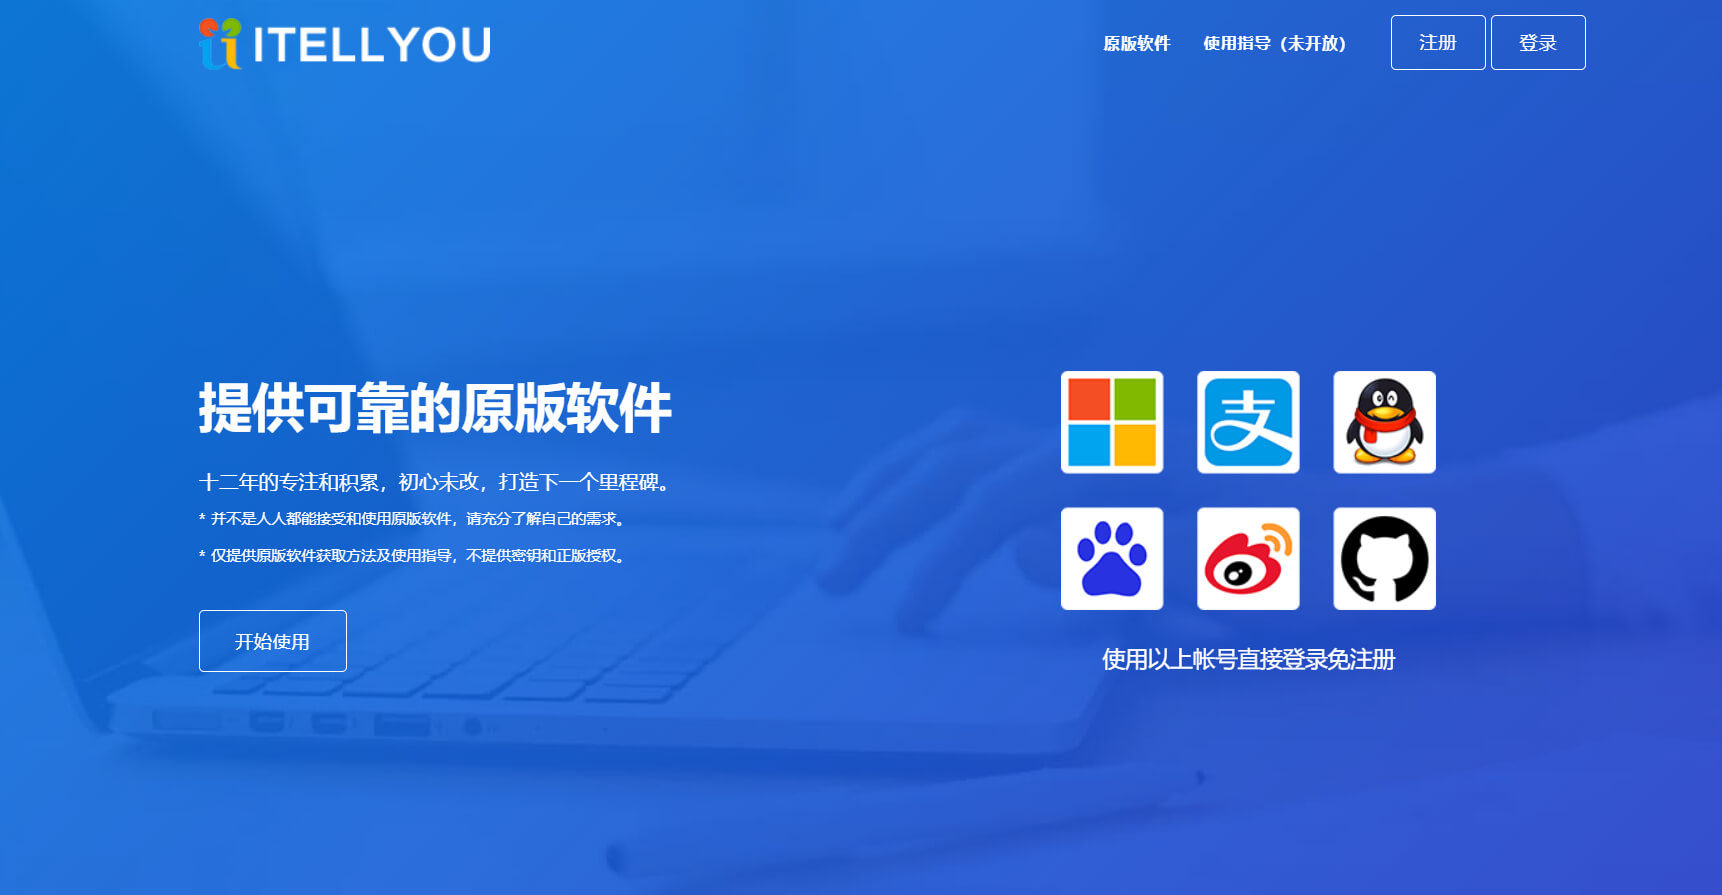 ITELLYOU
原版软件
使用指导（未开放）
注册
登录
提供可靠的原版软件
十二年的专注和积累，初心未改，打造下一个里程碑。
* 并不是人人都能接受和使用原版软件，请充分了解自己的需求。
* 仅提供原版软件获取方法及使用指导，不提供密钥和正版授权。
开始使用
支
使用以上帐号直接登录免注册